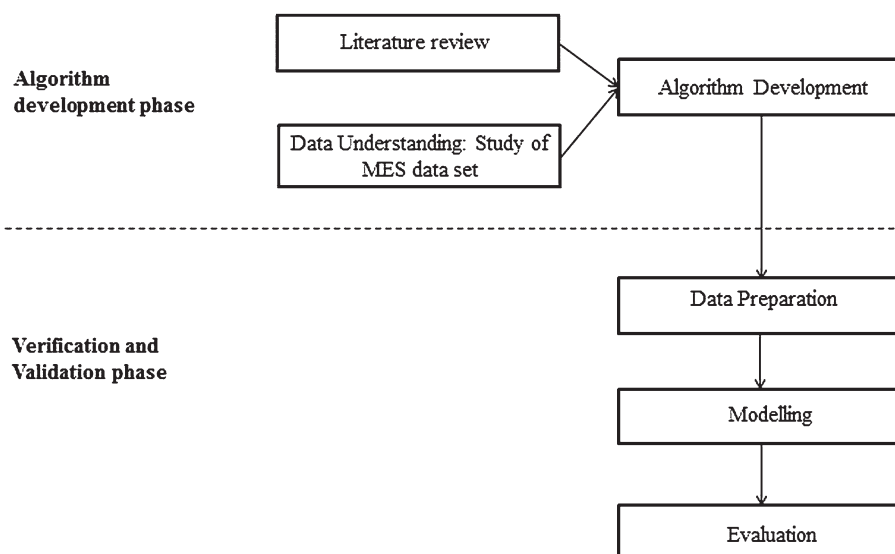 Literature review
Algorithm
development phase
Algorithm Development
Data Understanding: Study of
MES data set
Data Preparation
Verification and
Validation phase
Modelling
Evaluation